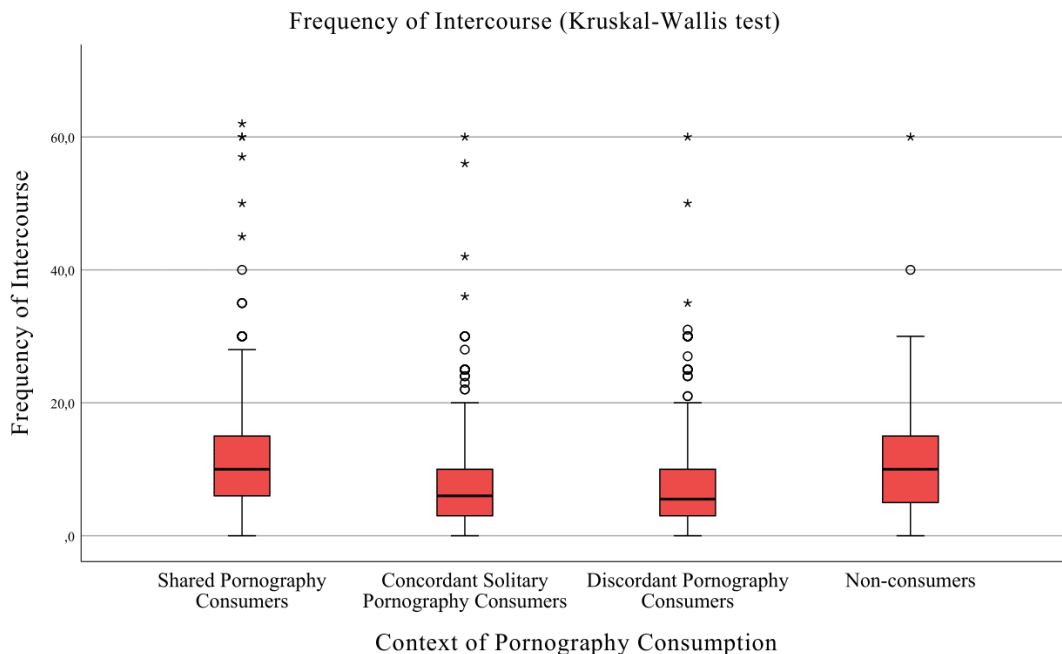 Frequency of Intercourse (Kruskal-Wallis test)
Frequency of Intercourse
60,0
40,0
20,0
,0
Shared Pornography
Consumers
Concordant Solitary
Pornography Consumers
Discordant Pornography
Consumers
Non-consumers
Context of Pornography Consumption